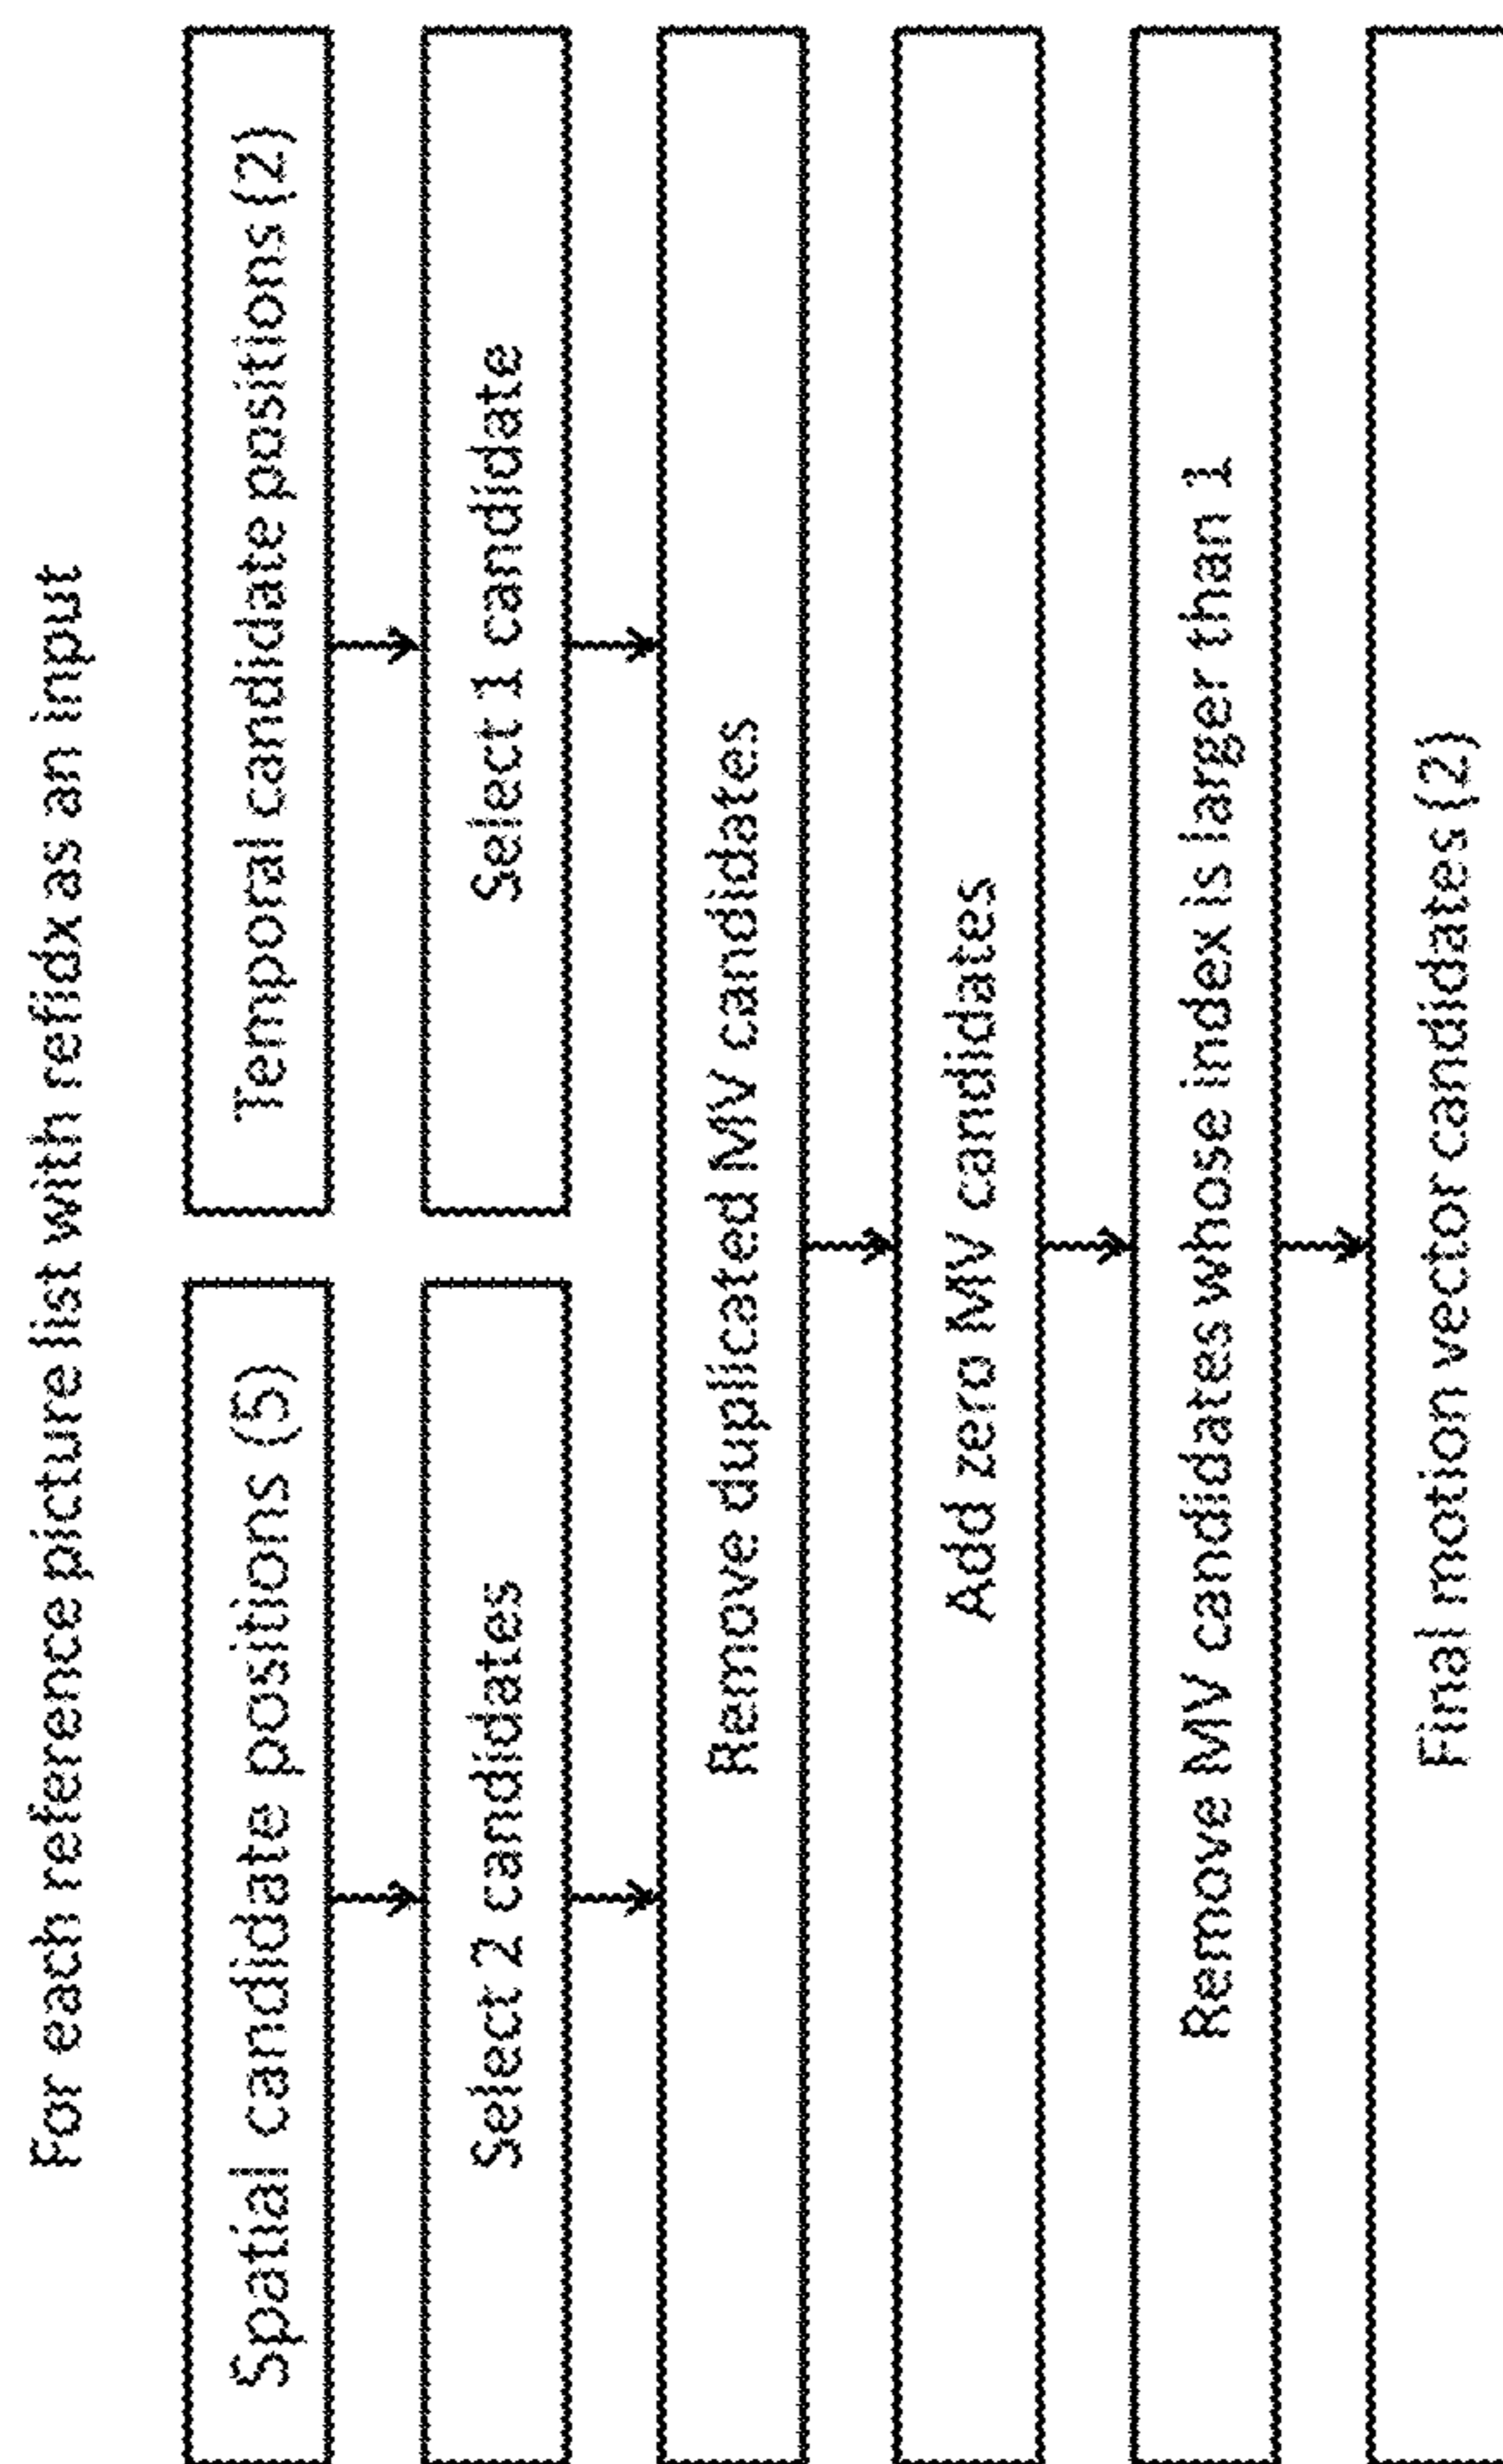 For each reference picture list with refidx as an input
Spatial candidate positions (5)
Temporal candidate positions (2)
Select 2 candidates
Select 1 candidate
Remove duplicated MV candidates
Add zero MV candidates
Remove MV candidates whose index is larger than 1
Final motion vector candidates (2)